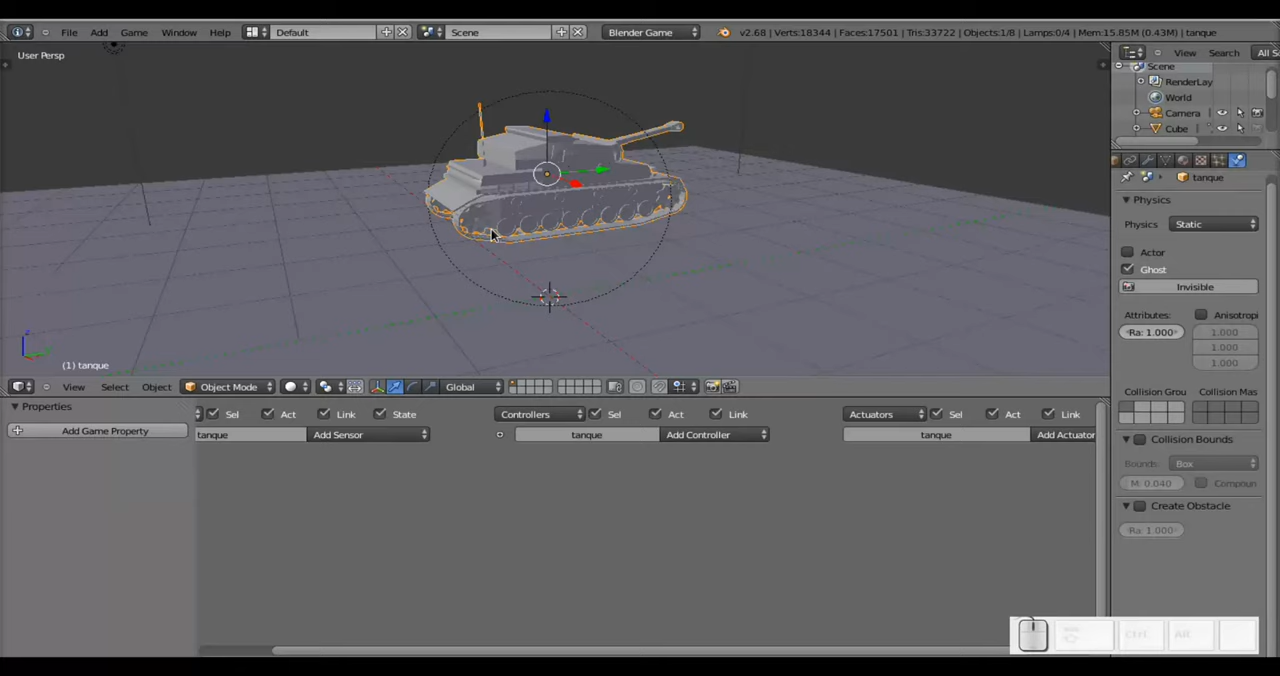 File Add Game Window Help Default Scene Blender Game v2.68 | Verts:18344 | Faces:17501 | Tris:33722 | Objects:1/8 | Lamps:0/4 | Mem:15.85M (0.43M) | tanque
View Search All S
User Persp
Scene
RenderLay
World
Camera
Cube
tanque
Physics
Physics: Static
Actor
Ghost
Invisible
Attributes: Anisotropi
Ra: 1.000 1.000
1.000
1.000
z
(1) tanque
View Select Object Object Mode Global
Collision Grou Collision Mas
Properties
Sel Act Link State Controllers Sel Act Link Actuators Sel Act Link
Add Game Property tanque Add Sensor tanque Add Controller tanque Add Actuator
Collision Bounds
Bounds: Box
M: 0.040 Compoun
Create Obstacle
Ra: 1.000
Ctrl Alt